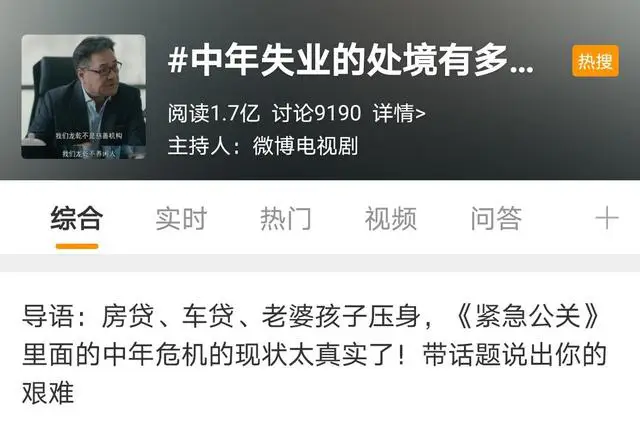 #中年失业的处境有多...
热搜
阅读1.7亿 讨论9190 详情>
主持人：微博电视剧
我们龙乾不是慈善机构
我们龙乾不养闲人
综合 实时 热门 视频 问答
导语：房贷、车贷、老婆孩子压身，《紧急公关》
里面的中年危机的现状太真实了！带话题说出你的
艰难